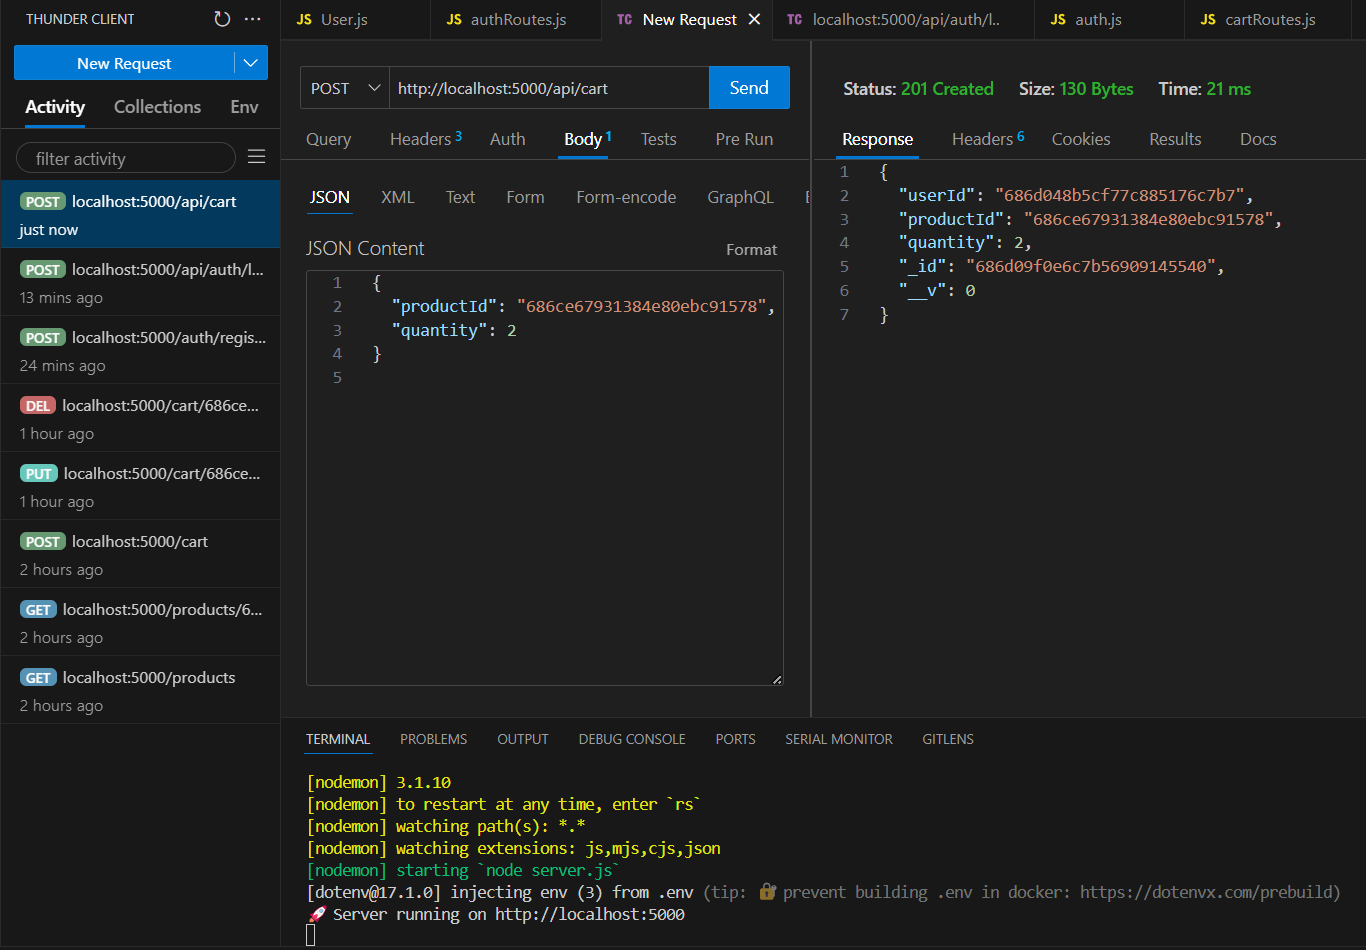 THUNDER CLIENT
New Request
Activity Collections Env
filter activity
POST localhost:5000/api/cart
just now
POST localhost:5000/api/auth/l...
13 mins ago
POST localhost:5000/auth/regis...
24 mins ago
DEL localhost:5000/cart/686ce...
1 hour ago
PUT localhost:5000/cart/686ce...
1 hour ago
POST localhost:5000/cart
2 hours ago
GET localhost:5000/products/6...
2 hours ago
GET localhost:5000/products
2 hours ago
JS User.js JS authRoutes.js TC New Request TC localhost:5000/api/auth/l.. JS auth.js JS cartRoutes.js
POST http://localhost:5000/api/cart Send
Query Headers 3 Auth Body 1 Tests Pre Run
JSON XML Text Form Form-encode GraphQL
JSON Content Format
1 {
2 "productId": "686ce67931384e80ebc91578",
3 "quantity": 2
4 }
5
Status: 201 Created Size: 130 Bytes Time: 21 ms
Response Headers 6 Cookies Results Docs
1 {
2 "userId": "686d048b5cf77c885176c7b7",
3 "productId": "686ce67931384e80ebc91578",
4 "quantity": 2,
5 "_id": "686d09f0e6c7b56909145540",
6 "__v": 0
7 }
TERMINAL PROBLEMS OUTPUT DEBUG CONSOLE PORTS SERIAL MONITOR GITLENS
[nodemon] 3.1.10
[nodemon] to restart at any time, enter `rs`
[nodemon] watching path(s): *.*
[nodemon] watching extensions: js,mjs,cjs,json
[nodemon] starting `node server.js`
[dotenv@17.1.0] injecting env (3) from .env (tip: 🔐 prevent building .env in docker: https://dotenvx.com/prebuild)
🚀 Server running on http://localhost:5000